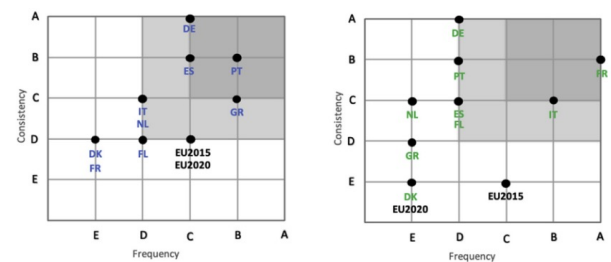 A
DE
B
ES
PT
C
IT
NL
GR
D
DK
FR
FL
EU2015
EU2020
E
E
D
C
B
A
Consistency
Frequency
A
DE
B
PT
FR
C
NL
ES
FL
IT
D
GR
E
DK
EU2020
EU2015
E
D
C
B
A
Consistency
Frequency